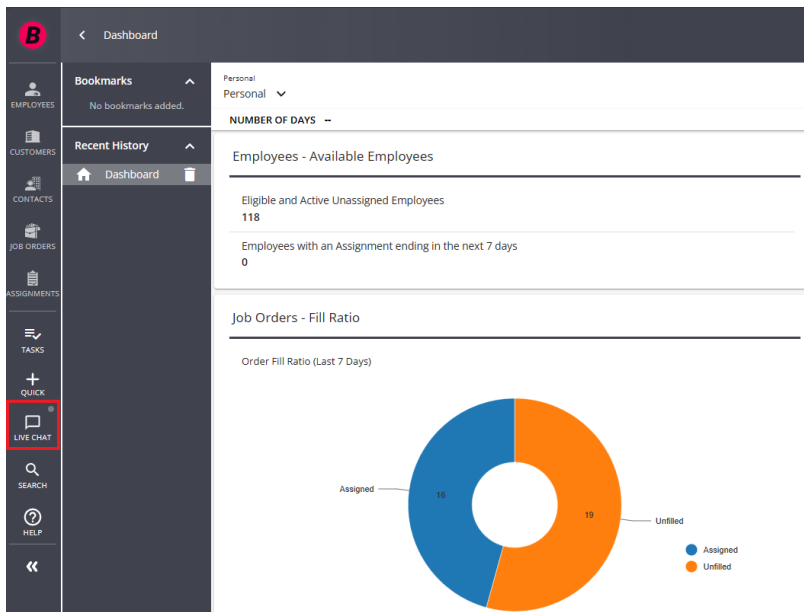 B
Dashboard
EMPLOYEES
CUSTOMERS
CONTACTS
JOB ORDERS
ASSIGNMENTS
TASKS
QUICK
LIVE CHAT
SEARCH
HELP
Bookmarks
No bookmarks added.
Recent History
Dashboard
Personal
Personal
NUMBER OF DAYS --
Employees - Available Employees
Eligible and Active Unassigned Employees
118
Employees with an Assignment ending in the next 7 days
0
Job Orders - Fill Ratio
Order Fill Ratio (Last 7 Days)
Assigned
16
19
Unfilled
Assigned
Unfilled